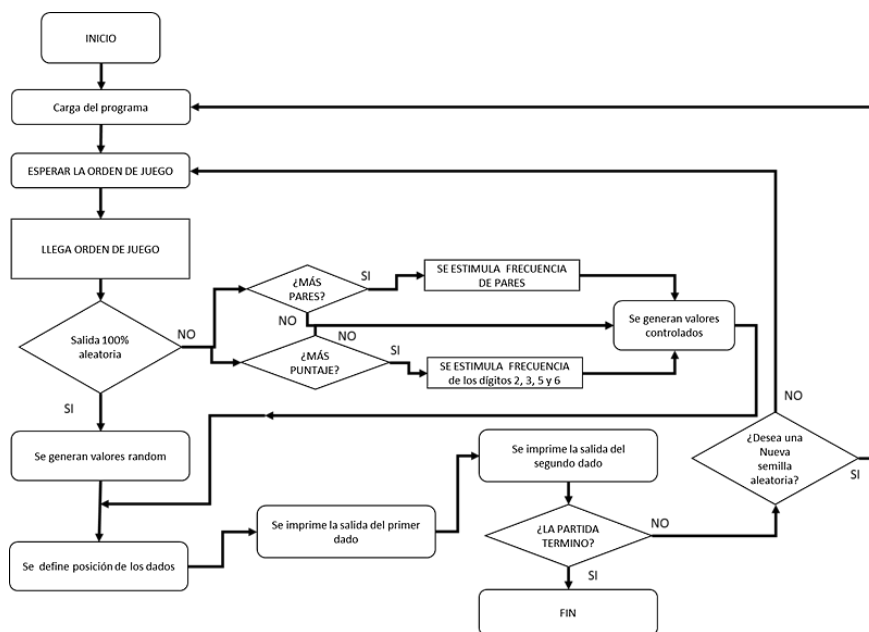 INICIO
Carga del programa
ESPERAR LA ORDEN DE JUEGO
LLEGA ORDEN DE JUEGO
Salida 100%
aleatoria
NO
SI
¿MÁS
PARES?
SI
NO
SE ESTIMULA FRECUENCIA
DE PARES
NO
¿MÁS
PUNTAJE?
SI
SE ESTIMULA FRECUENCIA
de los dígitos 2, 3, 5 y 6
Se generan valores
controlados
Se generan valores random
Se define posición de los dados
Se imprime la salida del primer
dado
Se imprime la salida del
segundo dado
¿LA PARTIDA
TERMINO?
NO
SI
FIN
¿Desea una
Nueva
semilla
aleatoria?
NO
SI